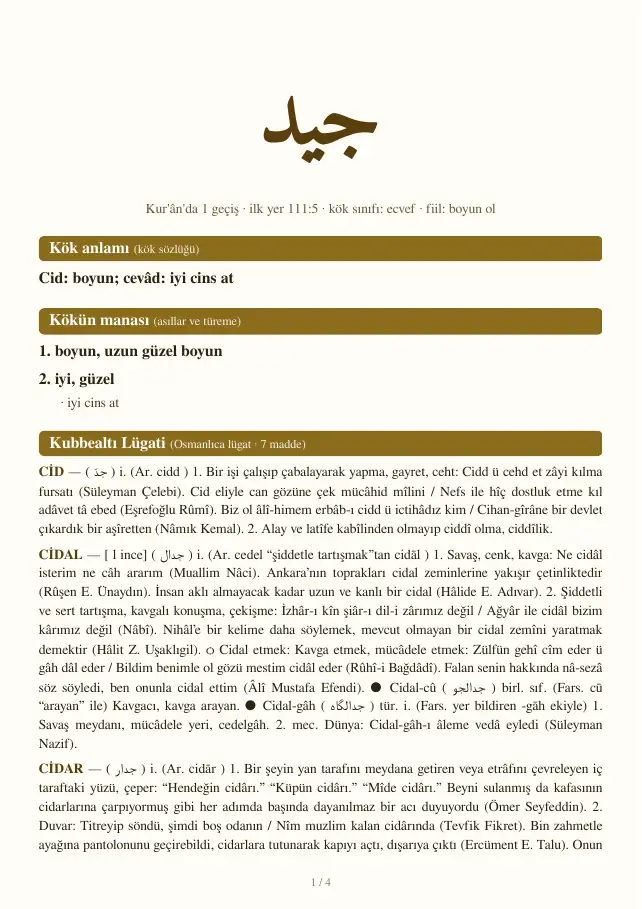 جيد
Kur'ân'da 1 geçiş · ilk yer 111:5 · kök sınıfı: ecvef · fiil: boyun ol
Kök anlamı (kök sözlüğü)
Cid: boyun; cevâd: iyi cins at
Kökün manası (asıllar ve türeme)
1. boyun, uzun güzel boyun
2. iyi, güzel
· iyi cins at
Kubbealtı Lügati (Osmanlıca lügat · 7 madde)
CİD — ( جدّ ) i. (Ar. cidd ) 1. Bir işi çalışıp çabalayarak yapma, gayret, ceht: Cidd ü cehd et zâyi kılma
fursatı (Süleyman Çelebi). Cid eliyle can gözüne çek mücâhid mîlini / Nefs ile hîç dostluk etme kıl
adâvet tâ ebed (Eşrefoğlu Rûmî). Biz ol âlî-himem erbâb-ı cidd ü ictihâdız kim / Cihan-gîrâne bir devlet
çıkardık bir aşîretten (Nâmık Kemal). 2. Alay ve latîfe kabîlinden olmayıp ciddî olma, ciddîlik.
CİDAL — [ l ince] ( جدال ) i. (Ar. cedel “şiddetle tartışmak”tan cidāl ) 1. Savaş, cenk, kavga: Ne cidâl
isterim ne câh ararım (Muallim Nâci). Ankara’nın toprakları cidal zeminlerine yakışır çetinliktedir
(Rûşen E. Ünaydın). İnsan aklı almayacak kadar uzun ve kanlı bir cidal (Hâlide E. Adıvar). 2. Şiddetli
ve sert tartışma, kavgalı konuşma, çekişme: İzhâr-ı kîn şiâr-ı dil-i zârımız değil / Ağyâr ile cidâl bizim
kârımız değil (Nâbî). Nihâl’e bir kelime daha söylemek, mevcut olmayan bir cidal zemîni yaratmak
demektir (Hâlit Z. Uşaklıgil). ѻ Cidal etmek: Kavga etmek, mücâdele etmek: Zülfün gehî cîm eder ü
gâh dâl eder / Bildim benimle ol gözü mestim cidâl eder (Rûhî-i Bağdâdî). Falan senin hakkında nâ-sezâ
söz söyledi, ben onunla cidal ettim (Âlî Mustafa Efendi). ● Cidal-cû ( جدالجو ) birl. sıf. (Fars. cū
“arayan” ile) Kavgacı, kavga arayan. ● Cidal-gâh ( جدالگاه ) tür. i. (Fars. yer bildiren -gāh ekiyle) 1.
Savaş meydanı, mücâdele yeri, cedelgâh. 2. mec. Dünya: Cidal-gâh-ı âleme vedâ eyledi (Süleyman
Nazif).
CİDAR — ( جدار ) i. (Ar. cidār ) 1. Bir şeyin yan tarafını meydana getiren veya etrâfını çevreleyen iç
taraftaki yüzü, çeper: “Hendeğin cidârı.” “Küpün cidârı.” “Mîde cidârı.” Beyni sulanmış da kafasının
cidarlarına çarpıyormuş gibi her adımda başında dayanılmaz bir acı duyuyordu (Ömer Seyfeddin). 2.
Duvar: Titreyip söndü, şimdi boş odanın / Nîm muzlim kalan cidârında (Tevfik Fikret). Bin zahmetle
ayağına pantolonunu geçirebildi, cidarlara tutunarak kapıyı açtı, dışarıya çıktı (Ercüment E. Talu). Onun
1 / 4